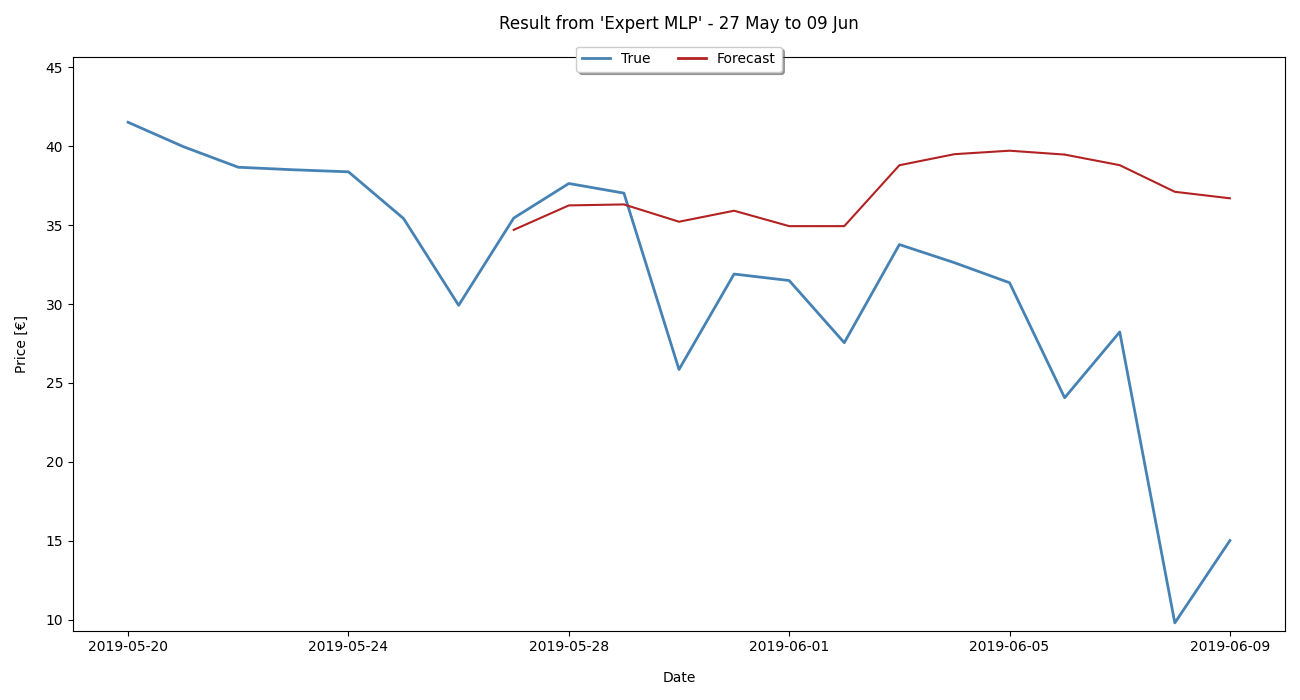 Result from 'Expert MLP' - 27 May to 09 Jun
True Forecast
45
40
35
30
25
20
15
10
Price [€]
2019-05-20 2019-05-24 2019-05-28 2019-06-01 2019-06-05 2019-06-09
Date